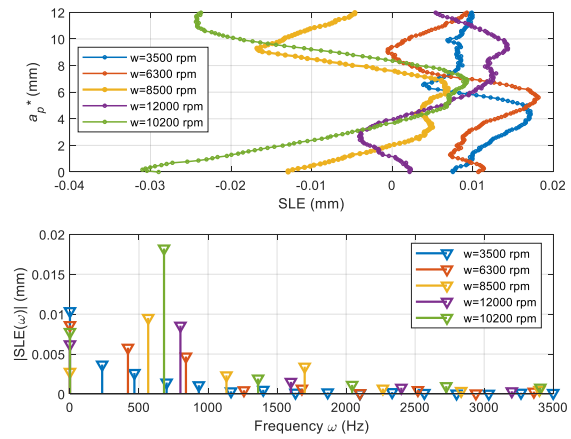 12
10
8
6
4
2
0
a_p* (mm)
w=3500 rpm
w=6300 rpm
w=8500 rpm
w=12000 rpm
w=10200 rpm
-0.04 -0.03 -0.02 -0.01 0 0.01 0.02
SLE (mm)
0.02
0.015
0.01
0.005
0
|SLE(ω)| (mm)
w=3500 rpm
w=6300 rpm
w=8500 rpm
w=12000 rpm
w=10200 rpm
0 500 1000 1500 2000 2500 3000 3500
Frequency ω (Hz)